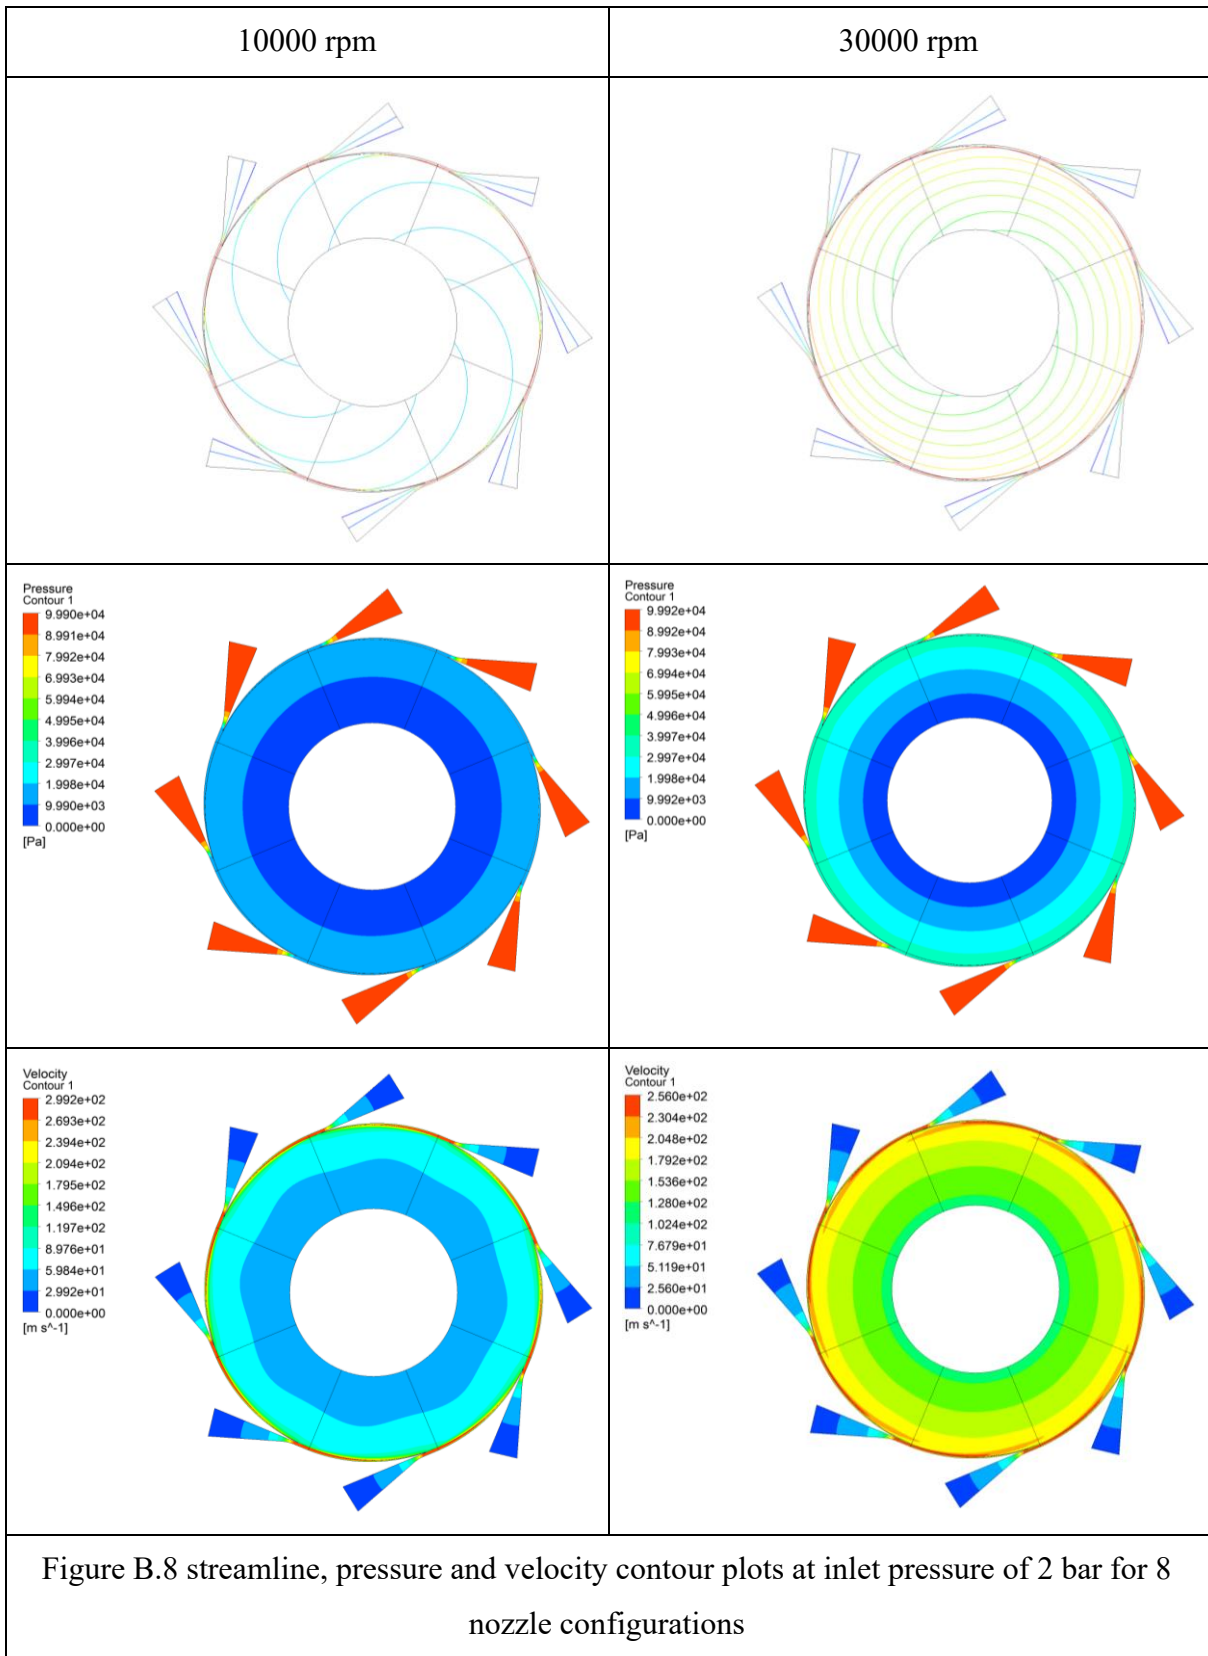 10000 rpm
30000 rpm
Pressure
Contour 1
9.990e+04
8.991e+04
7.992e+04
6.993e+04
5.994e+04
4.995e+04
3.996e+04
2.997e+04
1.998e+04
9.990e+03
0.000e+00
[Pa]
Pressure
Contour 1
9.992e+04
8.992e+04
7.993e+04
6.994e+04
5.995e+04
4.996e+04
3.997e+04
2.997e+04
1.998e+04
9.992e+03
0.000e+00
[Pa]
Velocity
Contour 1
2.992e+02
2.693e+02
2.394e+02
2.094e+02
1.795e+02
1.496e+02
1.197e+02
8.976e+01
5.984e+01
2.992e+01
0.000e+00
[m s^-1]
Velocity
Contour 1
2.560e+02
2.304e+02
2.048e+02
1.792e+02
1.536e+02
1.280e+02
1.024e+02
7.679e+01
5.119e+01
2.560e+01
0.000e+00
[m s^-1]
Figure B.8 streamline, pressure and velocity contour plots at inlet pressure of 2 bar for 8
nozzle configurations